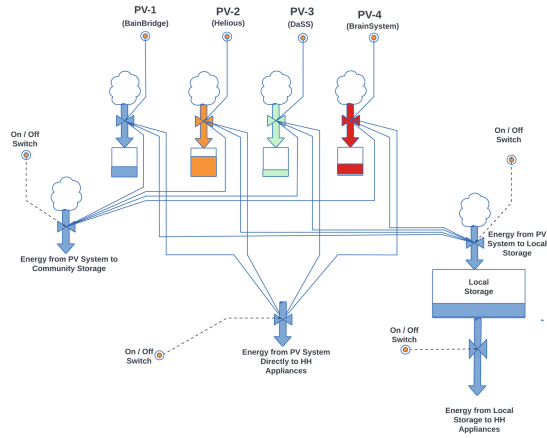 PV-1
(BainBridge)
PV-2
(Helious)
PV-3
(DaSS)
PV-4
(BrainSystem)
On / Off
Switch
On / Off
Switch
Energy from PV System to
Community Storage
Energy from PV
System to Local
Storage
Local
Storage
On / Off
Switch
Energy from PV System
Directly to HH
Appliances
On / Off
Switch
Energy from Local
Storage to HH
Appliances